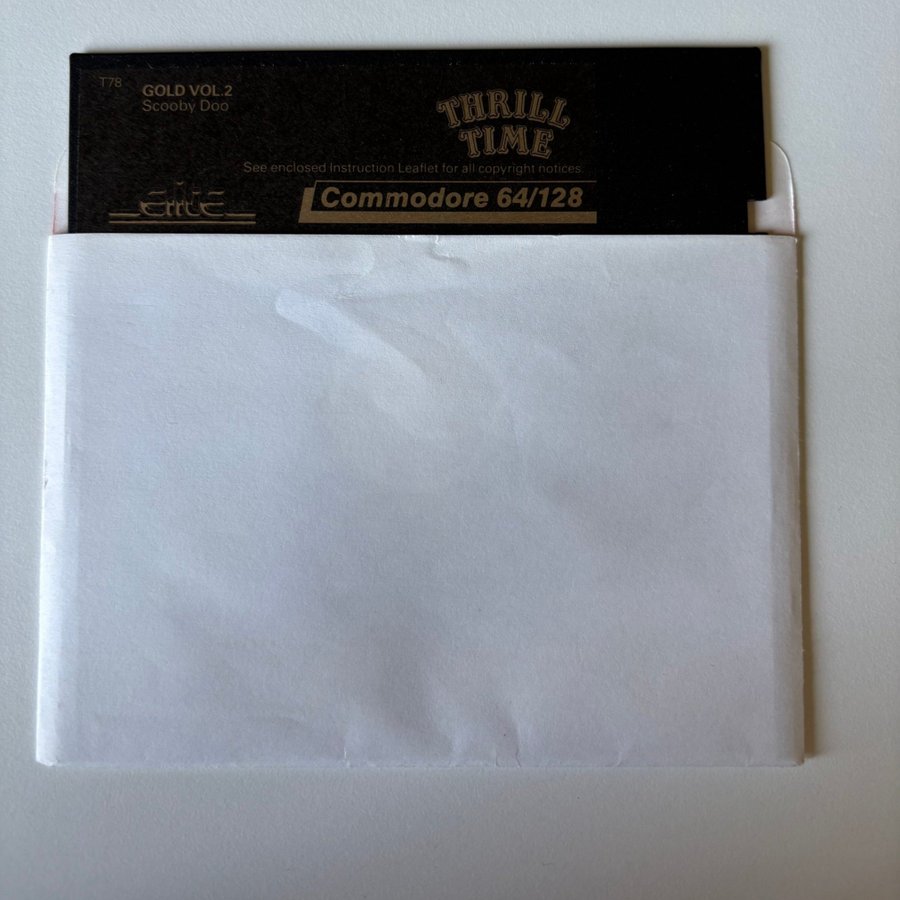 T78
GOLD VOL.2
Scooby Doo
THRILL
TIME
See enclosed Instruction Leaflet for all copyright notices
elite
Commodore 64/128